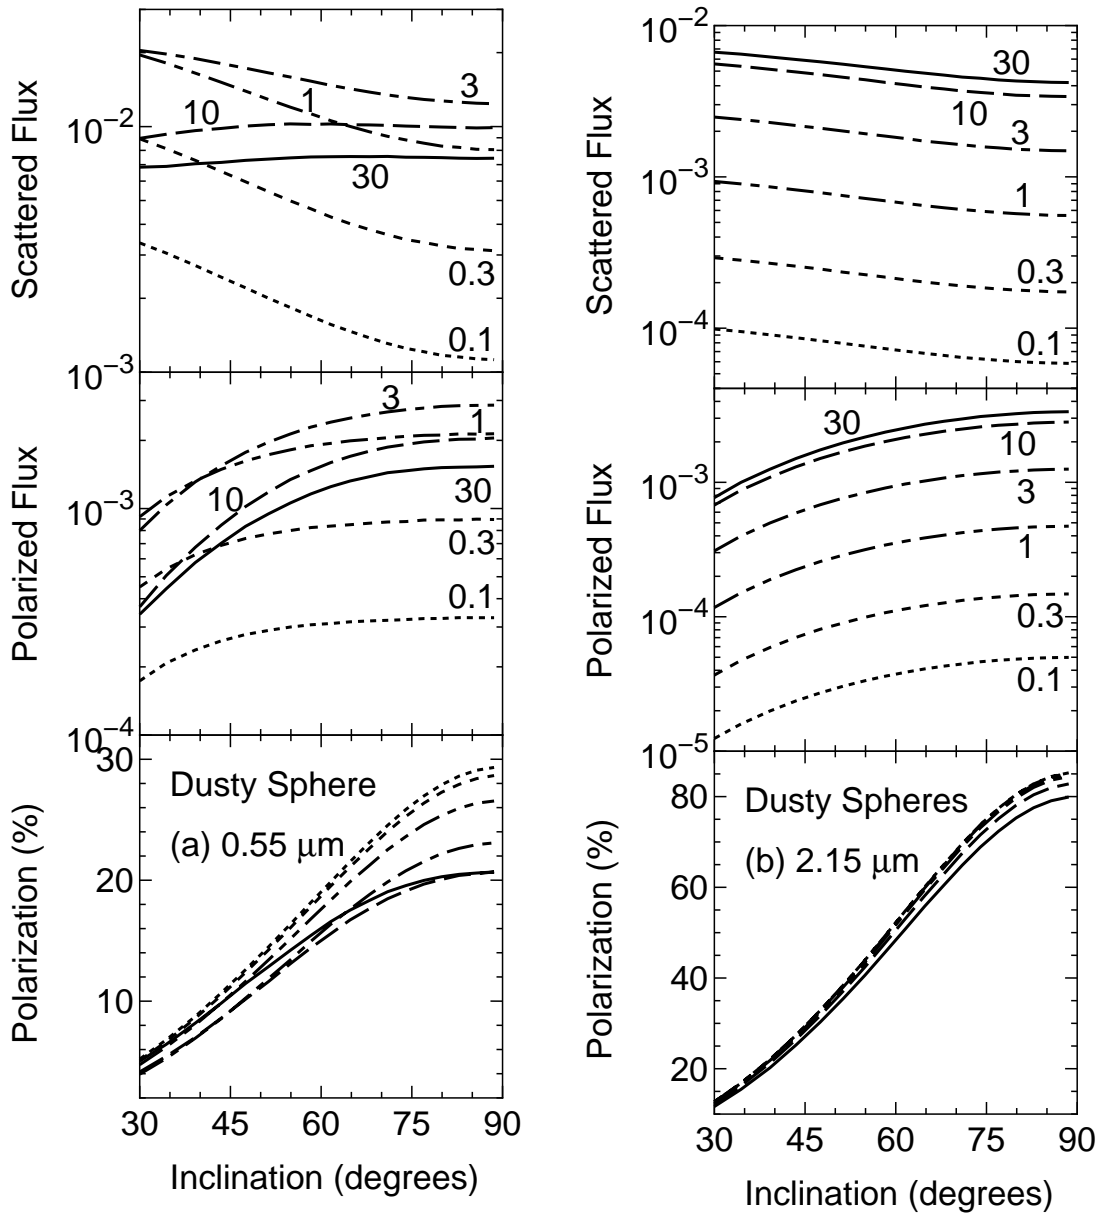 Scattered Flux
10−2
10−3
3
1
10
30
0.3
0.1
Polarized Flux
10−3
10−4
3
1
10
30
0.3
0.1
Polarization (%)
30
20
10
Dusty Sphere
(a) 0.55 μm
30 45 60 75 90
Inclination (degrees)
Scattered Flux
10−2
10−3
10−4
30
10
3
1
0.3
0.1
Polarized Flux
10−3
10−4
10−5
30
10
3
1
0.3
0.1
Polarization (%)
80
60
40
20
Dusty Spheres
(b) 2.15 μm
30 45 60 75 90
Inclination (degrees)